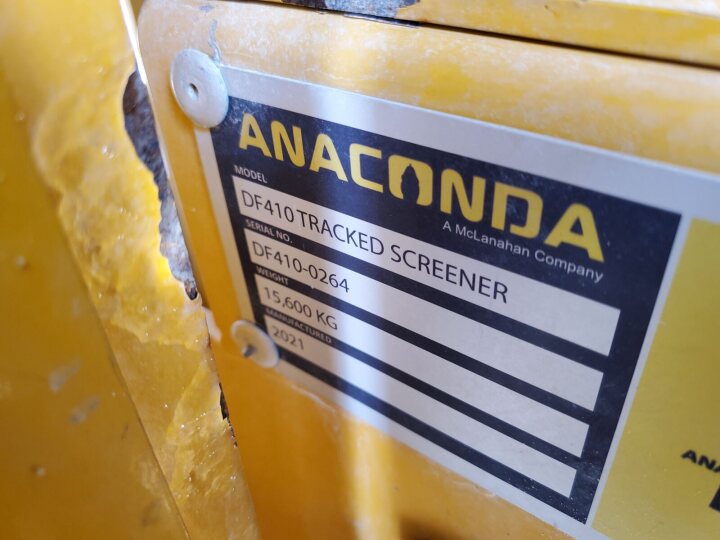 ANACONDA
A McLanahan Company
MODEL
DF410 TRACKED SCREENER
SERIAL NO.
DF410-0264
WEIGHT
15,600 KG
MANUFACTURED
2021